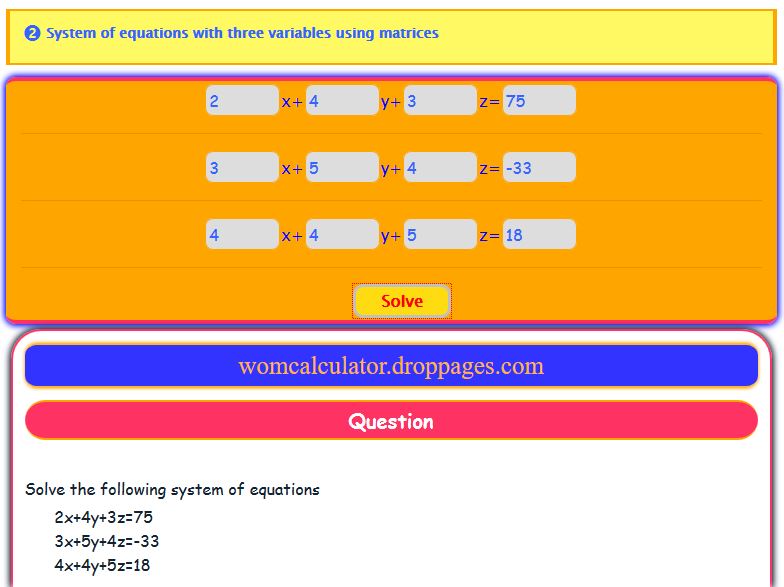 2 System of equations with three variables using matrices
2 x+ 4 y+ 3 z= 75
3 x+ 5 y+ 4 z= -33
4 x+ 4 y+ 5 z= 18
Solve
womcalculator.droppages.com
Question
Solve the following system of equations
2x+4y+3z=75
3x+5y+4z=-33
4x+4y+5z=18